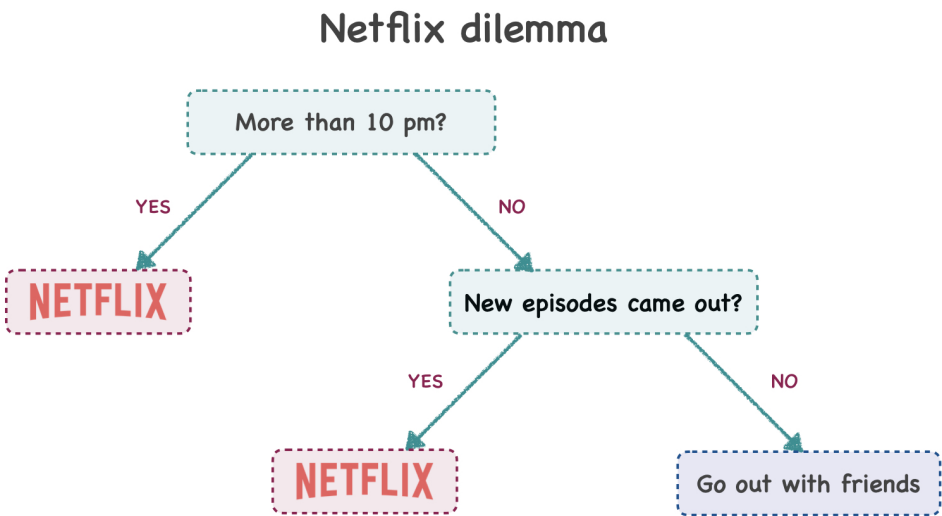 Netflix dilemma
More than 10 pm?
YES
NO
NETFLIX
New episodes came out?
YES
NO
NETFLIX
Go out with friends